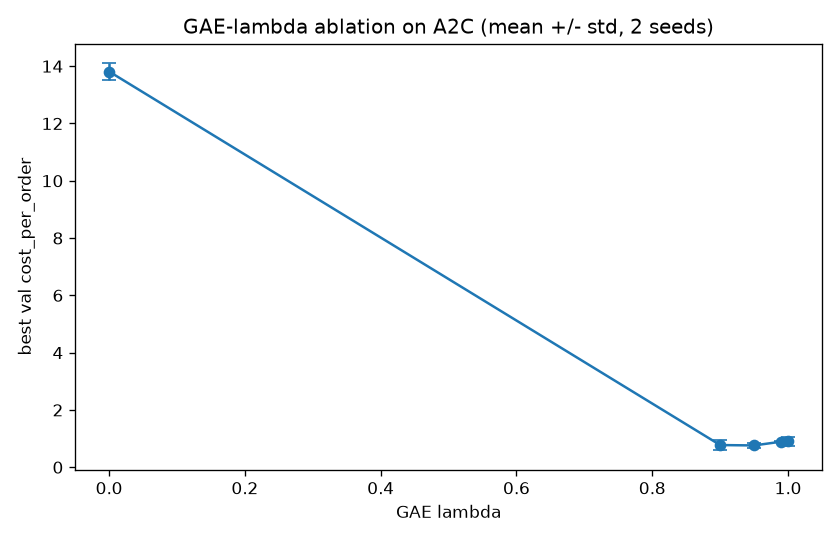 GAE-lambda ablation on A2C (mean +/- std, 2 seeds)
best val cost_per_order
14
12
10
8
6
4
2
0
0.0 0.2 0.4 0.6 0.8 1.0
GAE lambda